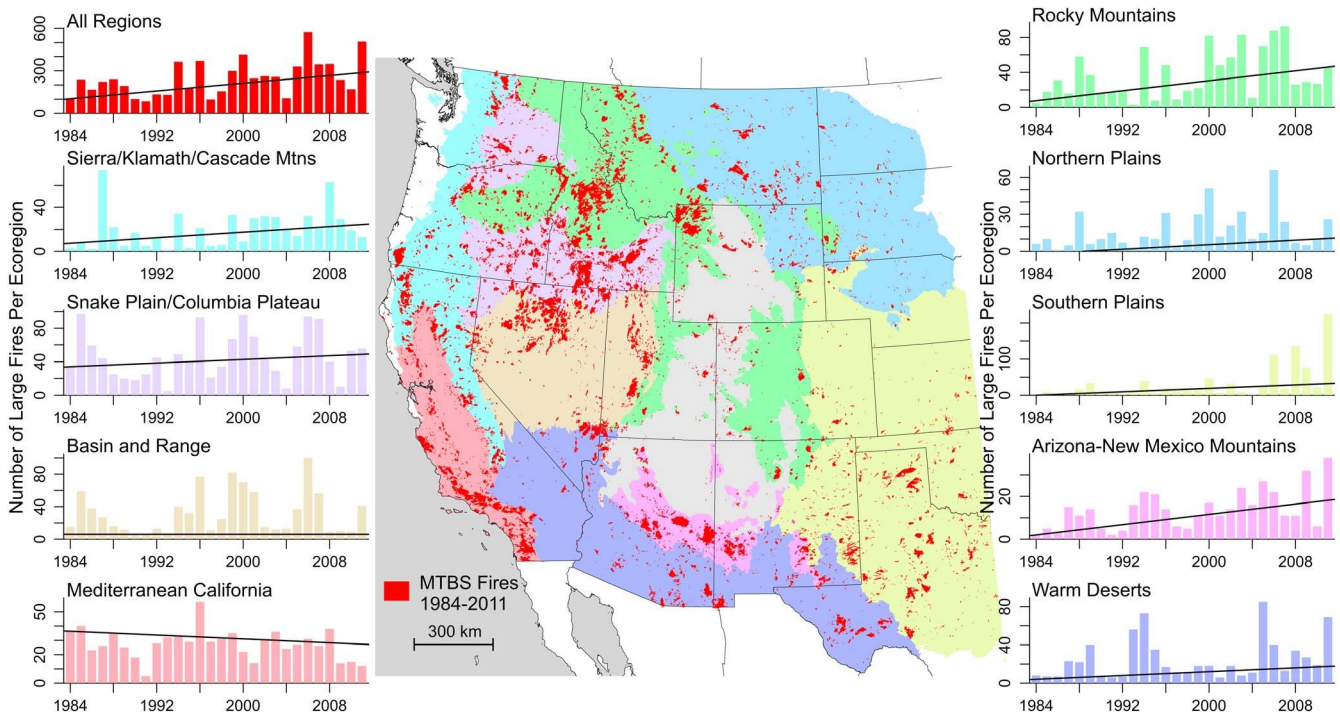 Number of Large Fires Per Ecoregion
All Regions
600
300
0
1984 1992 2000 2008
Sierra/Klamath/Cascade Mtns
40
0
1984 1992 2000 2008
Snake Plain/Columbia Plateau
80
40
0
1984 1992 2000 2008
Basin and Range
80
40
0
1984 1992 2000 2008
Mediterranean California
50
20
0
1984 1992 2000 2008
MTBS Fires
1984-2011
300 km
Number of Large Fires Per Ecoregion
Rocky Mountains
80
40
0
1984 1992 2000 2008
Northern Plains
60
30
0
1984 1992 2000 2008
Southern Plains
100
0
1984 1992 2000 2008
Arizona-New Mexico Mountains
20
0
1984 1992 2000 2008
Warm Deserts
80
40
0
1984 1992 2000 2008